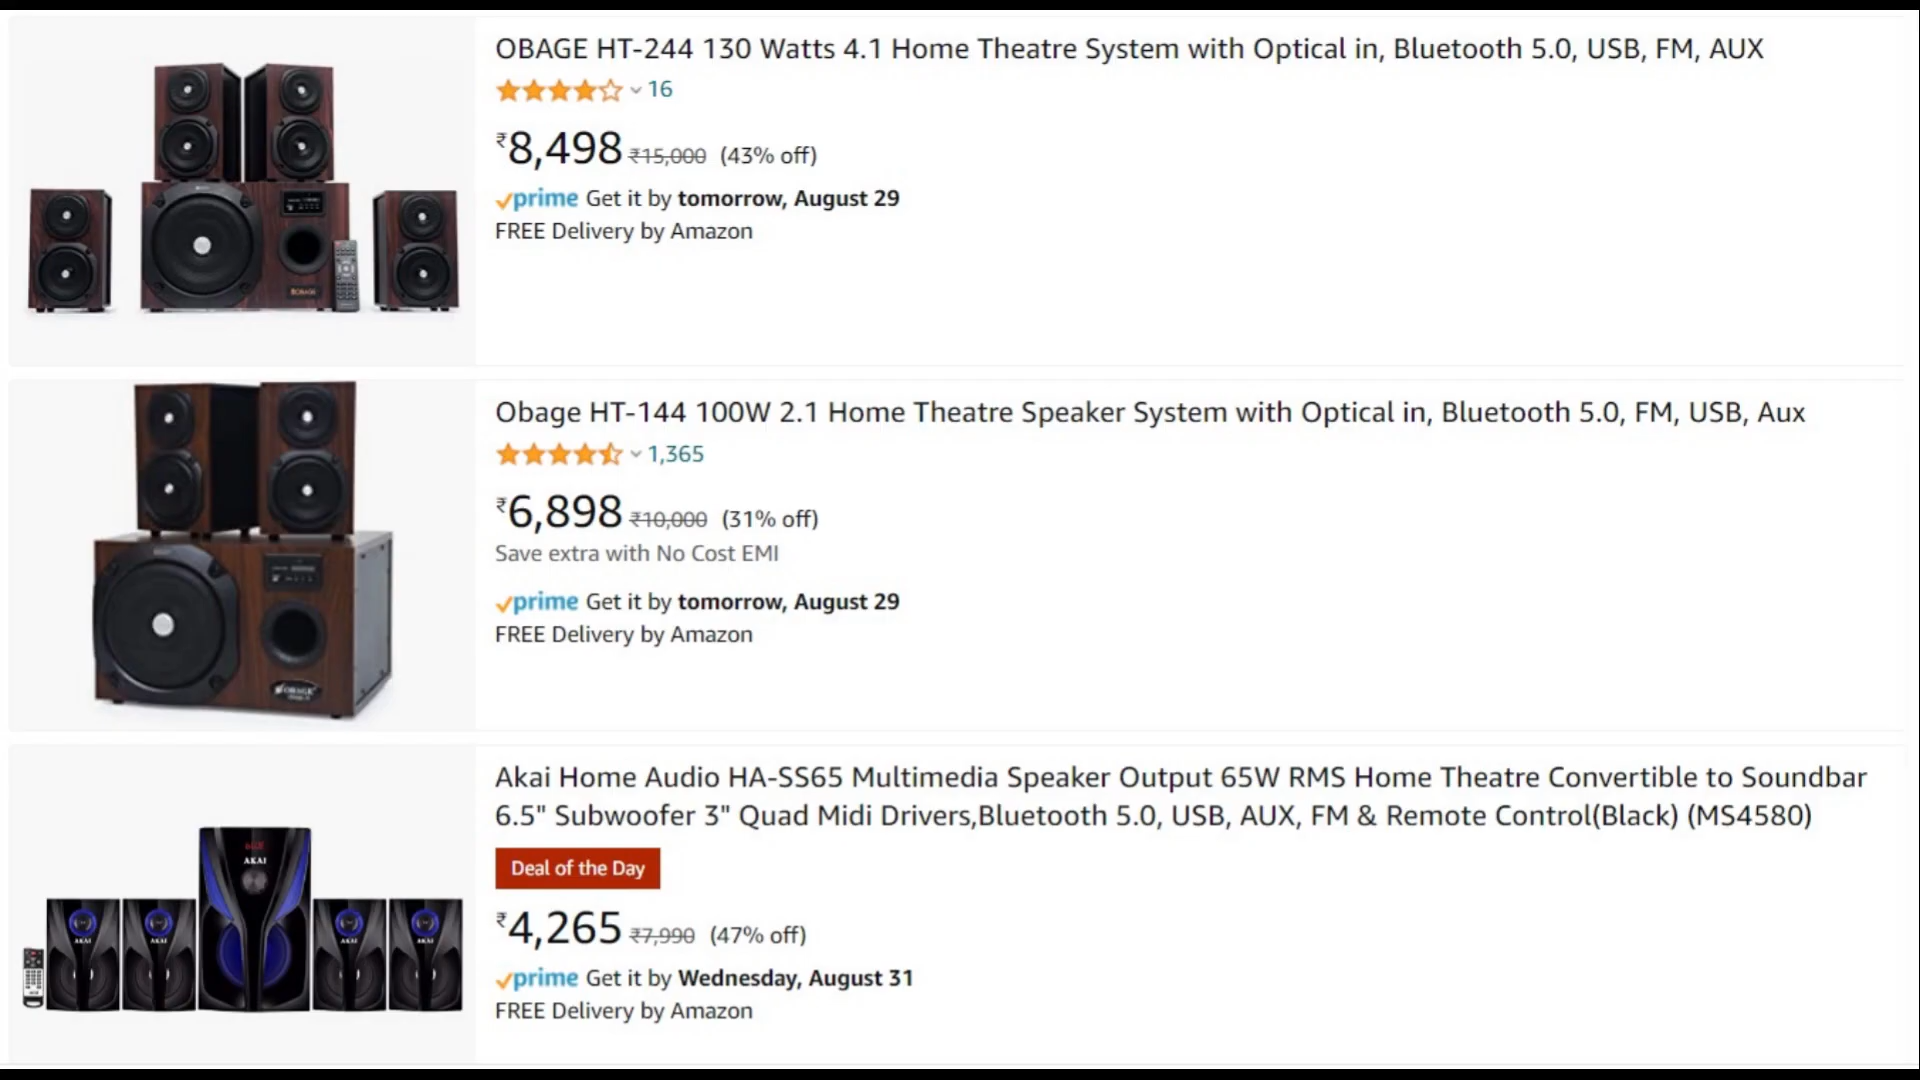 OBAGE HT-244 130 Watts 4.1 Home Theatre System with Optical in, Bluetooth 5.0, USB, FM, AUX
16
₹8,498 ₹15,000 (43% off)
prime Get it by tomorrow, August 29
FREE Delivery by Amazon
Obage HT-144 100W 2.1 Home Theatre Speaker System with Optical in, Bluetooth 5.0, FM, USB, Aux
1,365
₹6,898 ₹10,000 (31% off)
Save extra with No Cost EMI
prime Get it by tomorrow, August 29
FREE Delivery by Amazon
Akai Home Audio HA-SS65 Multimedia Speaker Output 65W RMS Home Theatre Convertible to Soundbar
6.5" Subwoofer 3" Quad Midi Drivers,Bluetooth 5.0, USB, AUX, FM & Remote Control(Black) (MS4580)
Deal of the Day
₹4,265 ₹7,990 (47% off)
prime Get it by Wednesday, August 31
FREE Delivery by Amazon
OBAGE
OBAGE
AKAI
AKAI AKAI AKAI AKAI